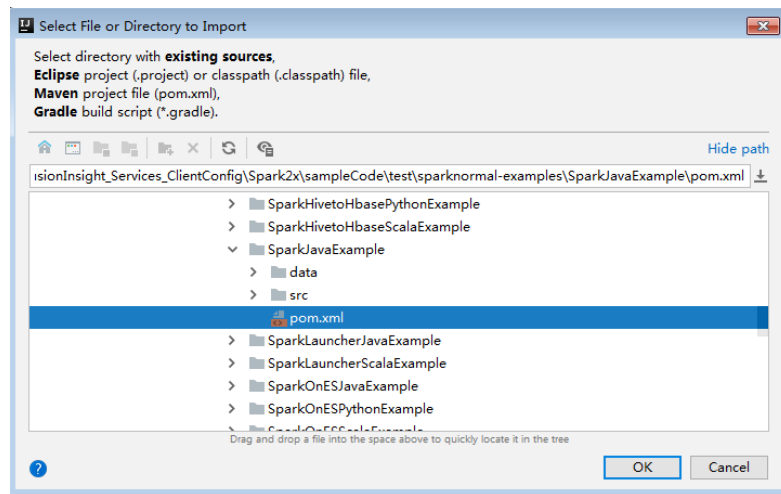 Select File or Directory to Import
Select directory with existing sources,
Eclipse project (.project) or classpath (.classpath) file,
Maven project file (pom.xml),
Gradle build script (*.gradle).
Hide path
ısionInsight_Services_ClientConfig\Spark2x\sampleCode\test\sparknormal-examples\SparkJavaExample\pom.xml
SparkHivetoHbasePythonExample
SparkHivetoHbaseScalaExample
SparkJavaExample
data
src
pom.xml
SparkLauncherJavaExample
SparkLauncherScalaExample
SparkOnESJavaExample
SparkOnESPythonExample
SparkOnESScalaExample
Drag and drop a file into the space above to quickly locate it in the tree
?
OK
Cancel